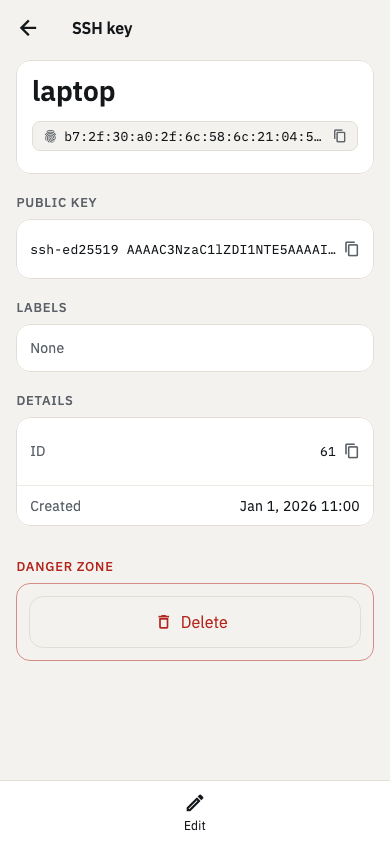 SSH key
laptop
b7:2f:30:a0:2f:6c:58:6c:21:04:5…
PUBLIC KEY
ssh-ed25519 AAAAC3NzaC1lZDI1NTE5AAAAI…
LABELS
None
DETAILS
ID 61
Created Jan 1, 2026 11:00
DANGER ZONE
Delete
Edit